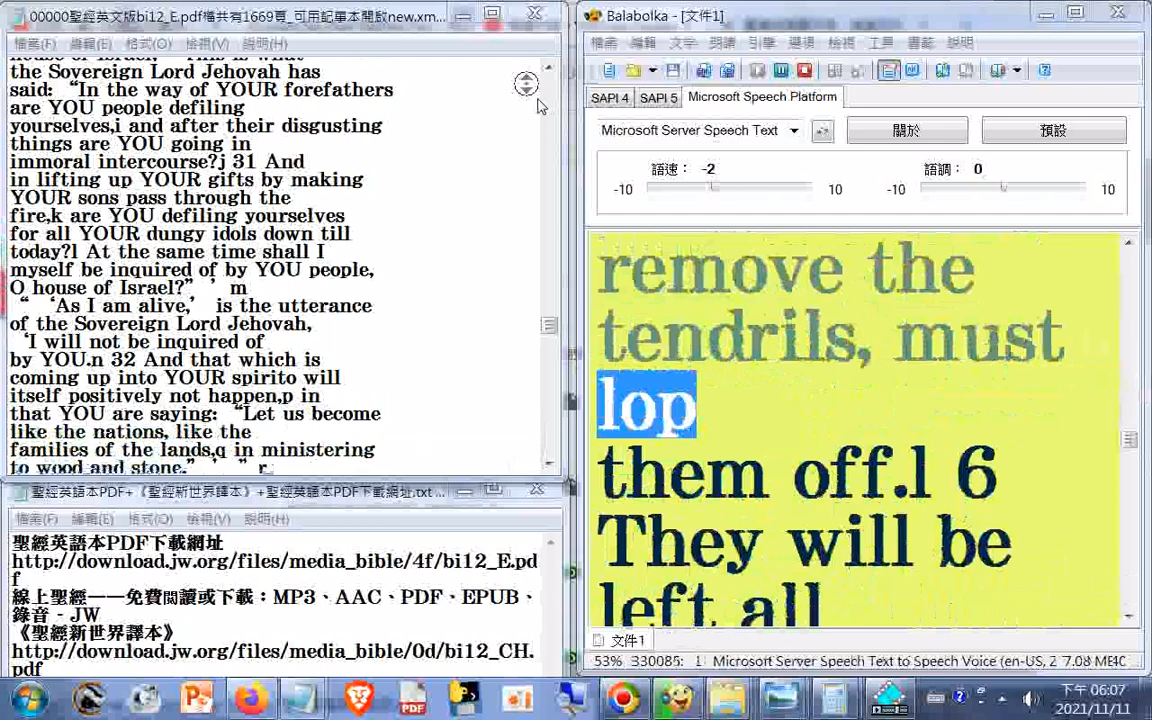 00000聖經英文版bi12_E.pdf檔共有1669頁_可用記事本開啟new.xm...
檔案(F) 編輯(E) 格式(O) 檢視(V) 說明(H)
the Sovereign Lord Jehovah has
said: “In the way of YOUR forefathers
are YOU people defiling
yourselves,i and after their disgusting
things are YOU going in
immoral intercourse?j 31 And
in lifting up YOUR gifts by making
YOUR sons pass through the
fire,k are YOU defiling yourselves
for all YOUR dungy idols down till
today?l At the same time shall I
myself be inquired of by YOU people,
O house of Israel?” ’ m
“ ‘As I am alive,’ is the utterance
of the Sovereign Lord Jehovah,
‘I will not be inquired of
by YOU.n 32 And that which is
coming up into YOUR spirito will
itself positively not happen,p in
that YOU are saying: “Let us become
like the nations, like the
families of the lands,q in ministering
to wood and stone.” ’ ” r
聖經英語本PDF+《聖經新世界譯本》+聖經英語本PDF下載網址.txt ...
檔案(F) 編輯(E) 格式(O) 檢視(V) 說明(H)
聖經英語本PDF下載網址
http://download.jw.org/files/media_bible/4f/bi12_E.pd
f
線上聖經——免費閱讀或下載：MP3、AAC、PDF、EPUB、
錄音 - JW
《聖經新世界譯本》
http://download.jw.org/files/media_bible/0d/bi12_CH.
pdf
Balabolka - [文件1]
檔案 編輯 文字 朗讀 引擎 選項 檢視 工具 書籤 說明
SAPI 4 SAPI 5 Microsoft Speech Platform
Microsoft Server Speech Text 關於 預設
語速： -2 語調： 0
-10 10 -10 10
remove the
tendrils, must
lop
them off.l 6
They will be
left all
文件1
53% 330085: 1 Microsoft Server Speech Text to Speech Voice (en-US, Z 7.08 МБС
下午 06:07
2021/11/11